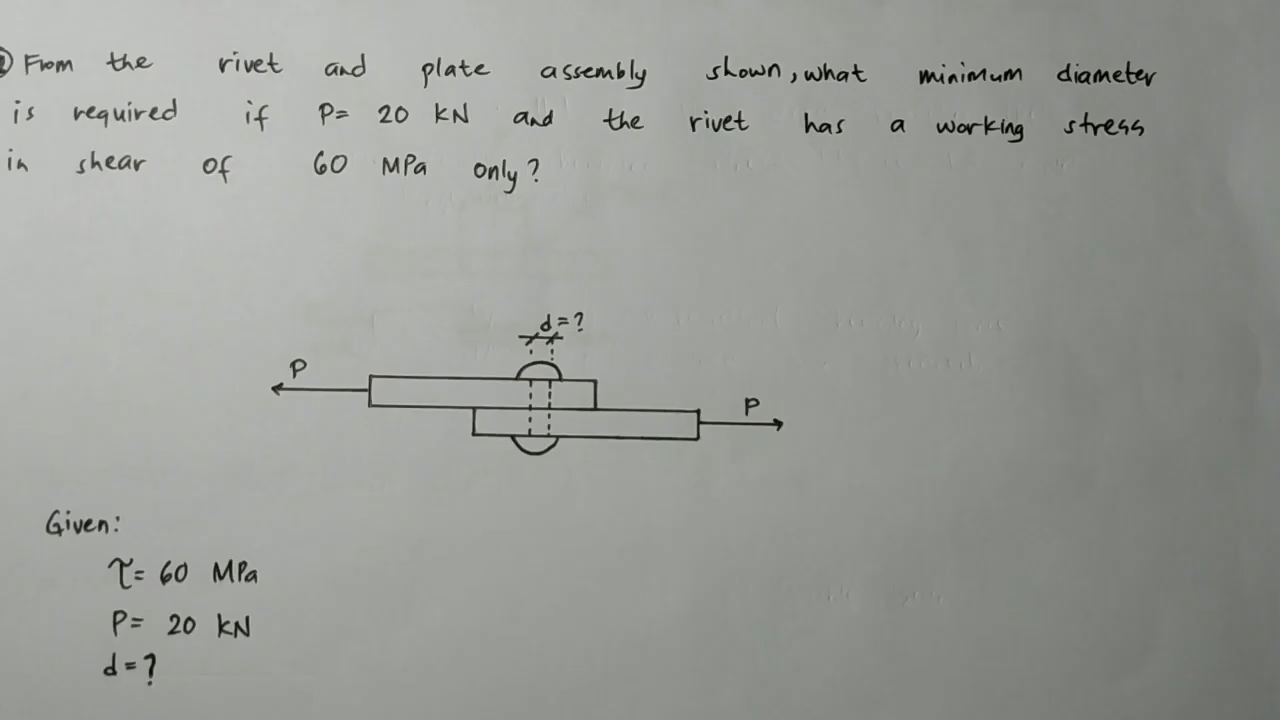 From the rivet and plate assembly shown, what minimum diameter
is required if P= 20 KN and the rivet has a working stress
in shear of 60 MPa only?
d=?
P
P
Given:
τ= 60 MPa
P= 20 KN
d=?